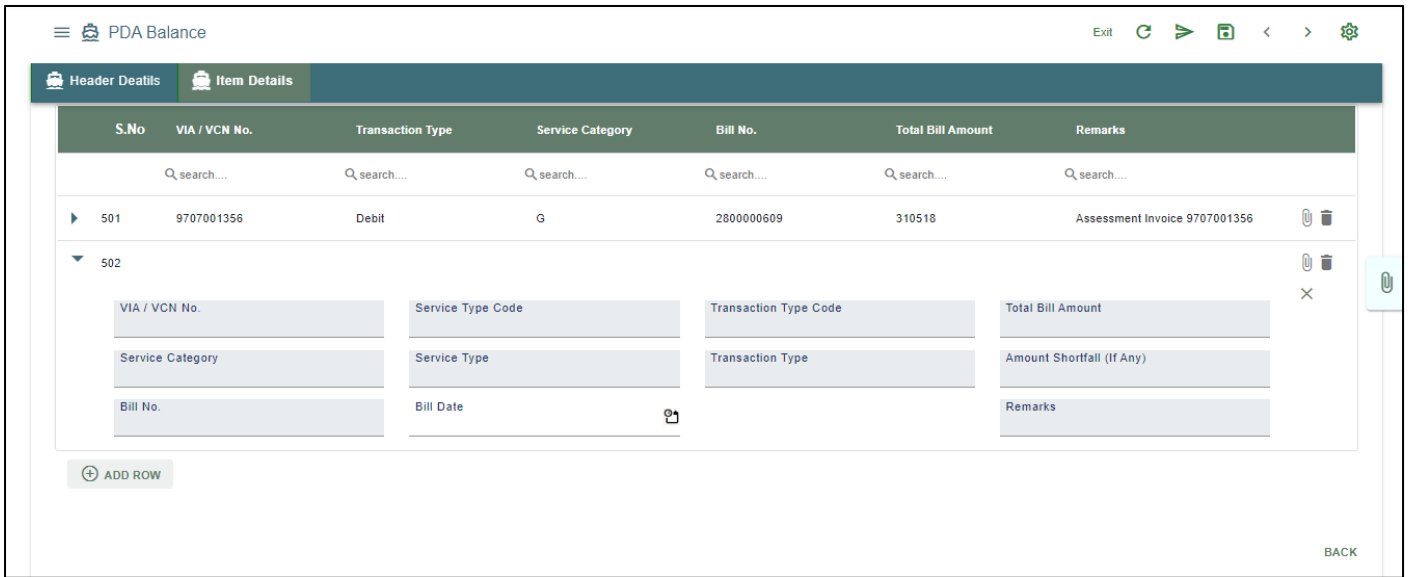 PDA Balance Exit
Header Deatils Item Details
S.No VIA / VCN No. Transaction Type Service Category Bill No. Total Bill Amount Remarks
search.... search.... search.... search.... search.... search....
501 9707001356 Debit G 2800000609 310518 Assessment Invoice 9707001356
502
VIA / VCN No. Service Type Code Transaction Type Code Total Bill Amount
Service Category Service Type Transaction Type Amount Shortfall (If Any)
Bill No. Bill Date Remarks
ADD ROW
BACK